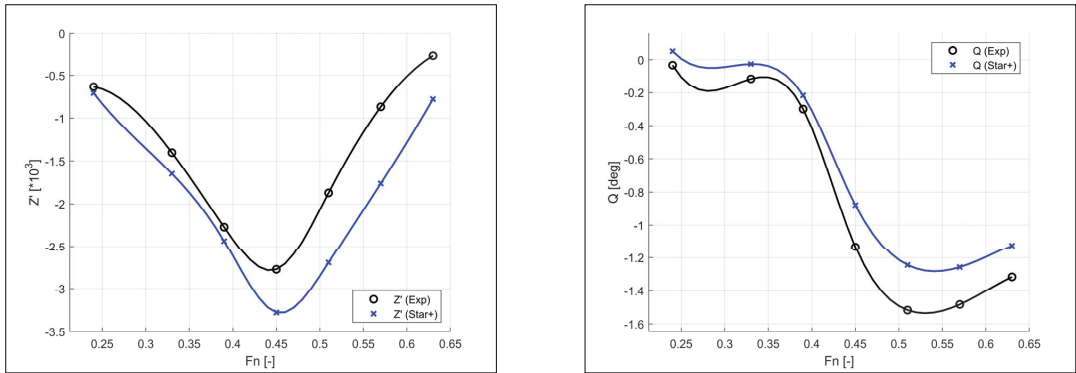 0
-0.5
-1
-1.5
-2
-2.5
-3
-3.5
Z' [*10³]
0.25 0.3 0.35 0.4 0.45 0.5 0.55 0.6 0.65
Fn [-]
Z' (Exp)
Z' (Star+)
0
-0.2
-0.4
-0.6
-0.8
-1
-1.2
-1.4
-1.6
Q [deg]
0.25 0.3 0.35 0.4 0.45 0.5 0.55 0.6 0.65
Fn [-]
Q (Exp)
Q (Star+)